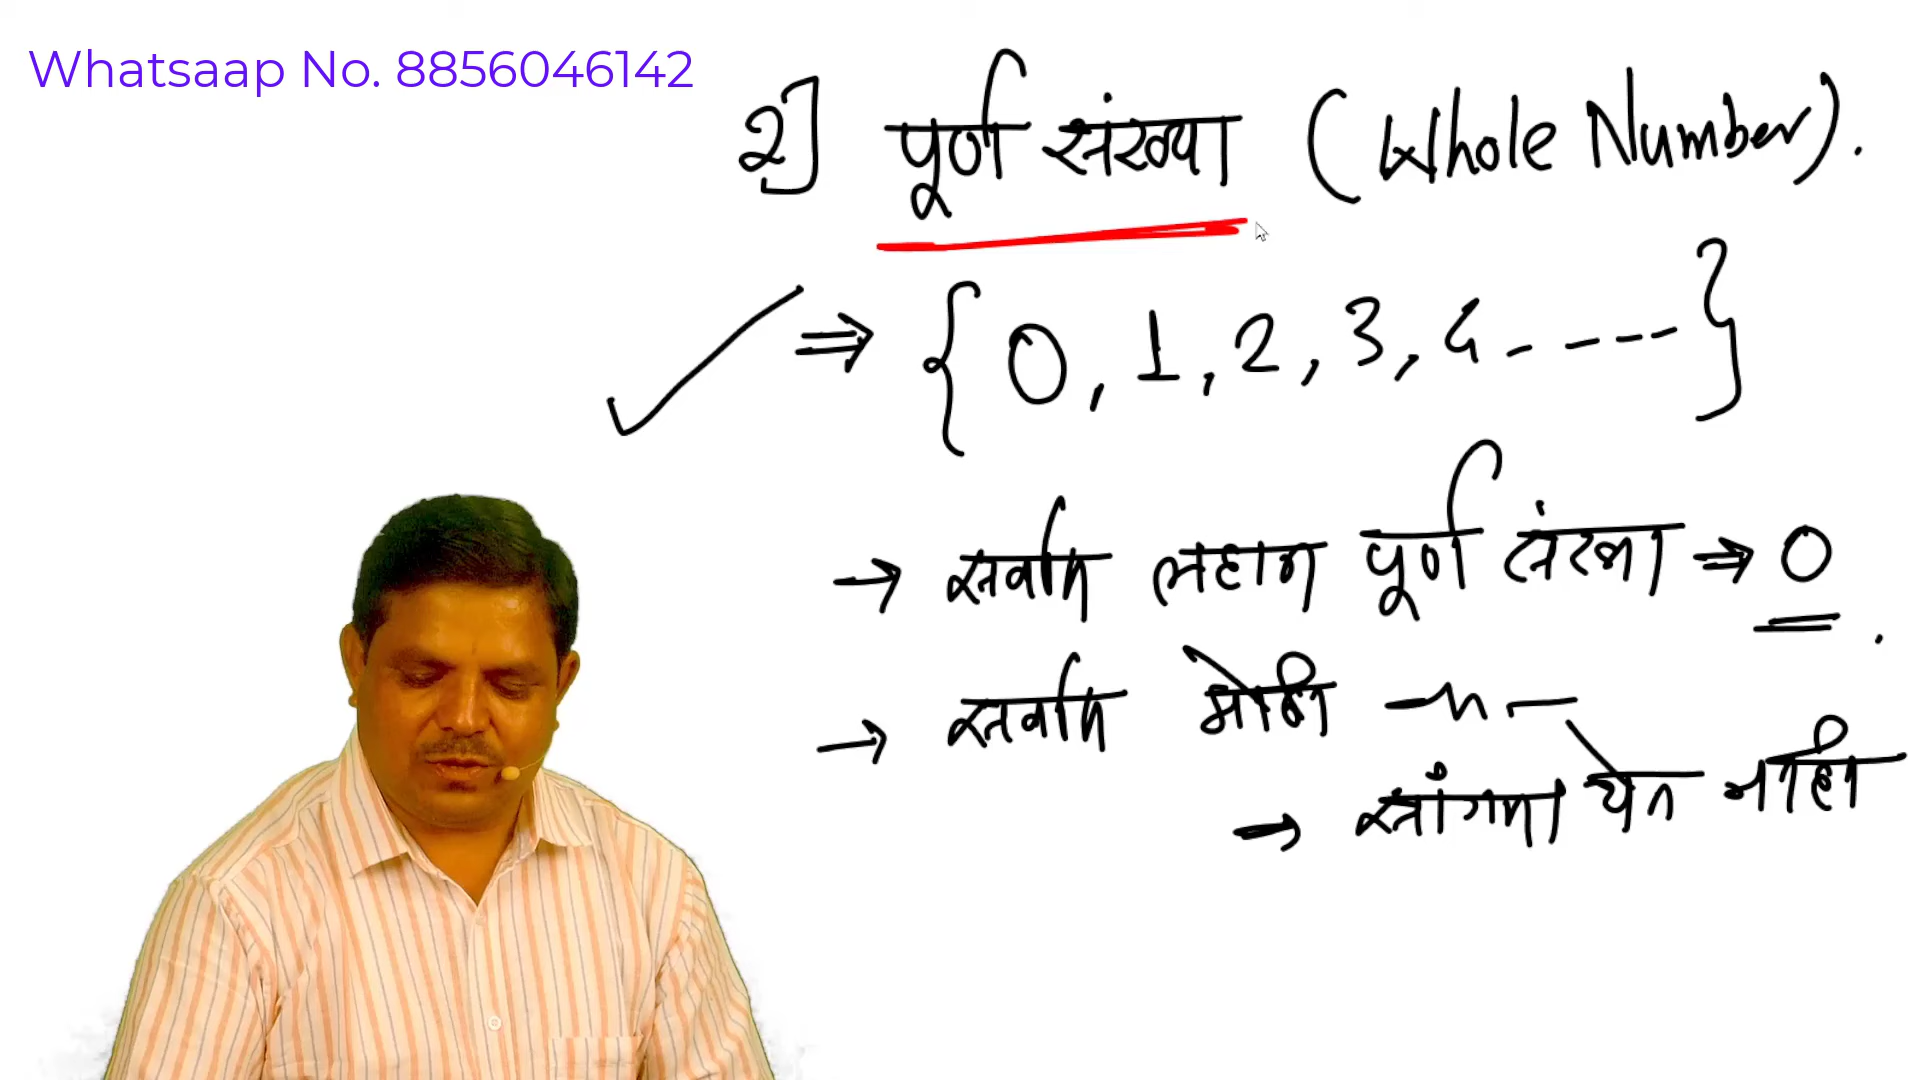 Whatsaap No. 8856046142
2] पूर्ण संख्या (Whole Number).
⇒ {0, 1, 2, 3, 4 - ----}
→ सर्वात लहान पूर्ण संख्या ⇒ 0.
→ सर्वात मोठी —〃—
→ सांगता येत नाही